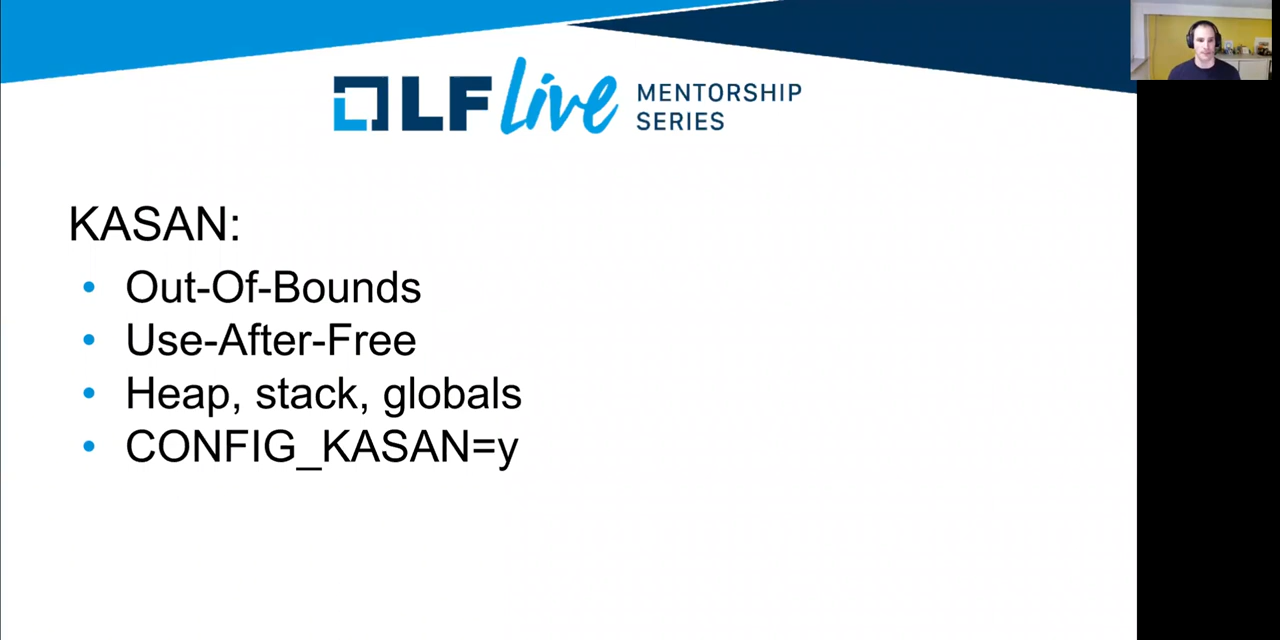 LF Live MENTORSHIP
SERIES
KASAN:
• Out-Of-Bounds
• Use-After-Free
• Heap, stack, globals
• CONFIG_KASAN=y